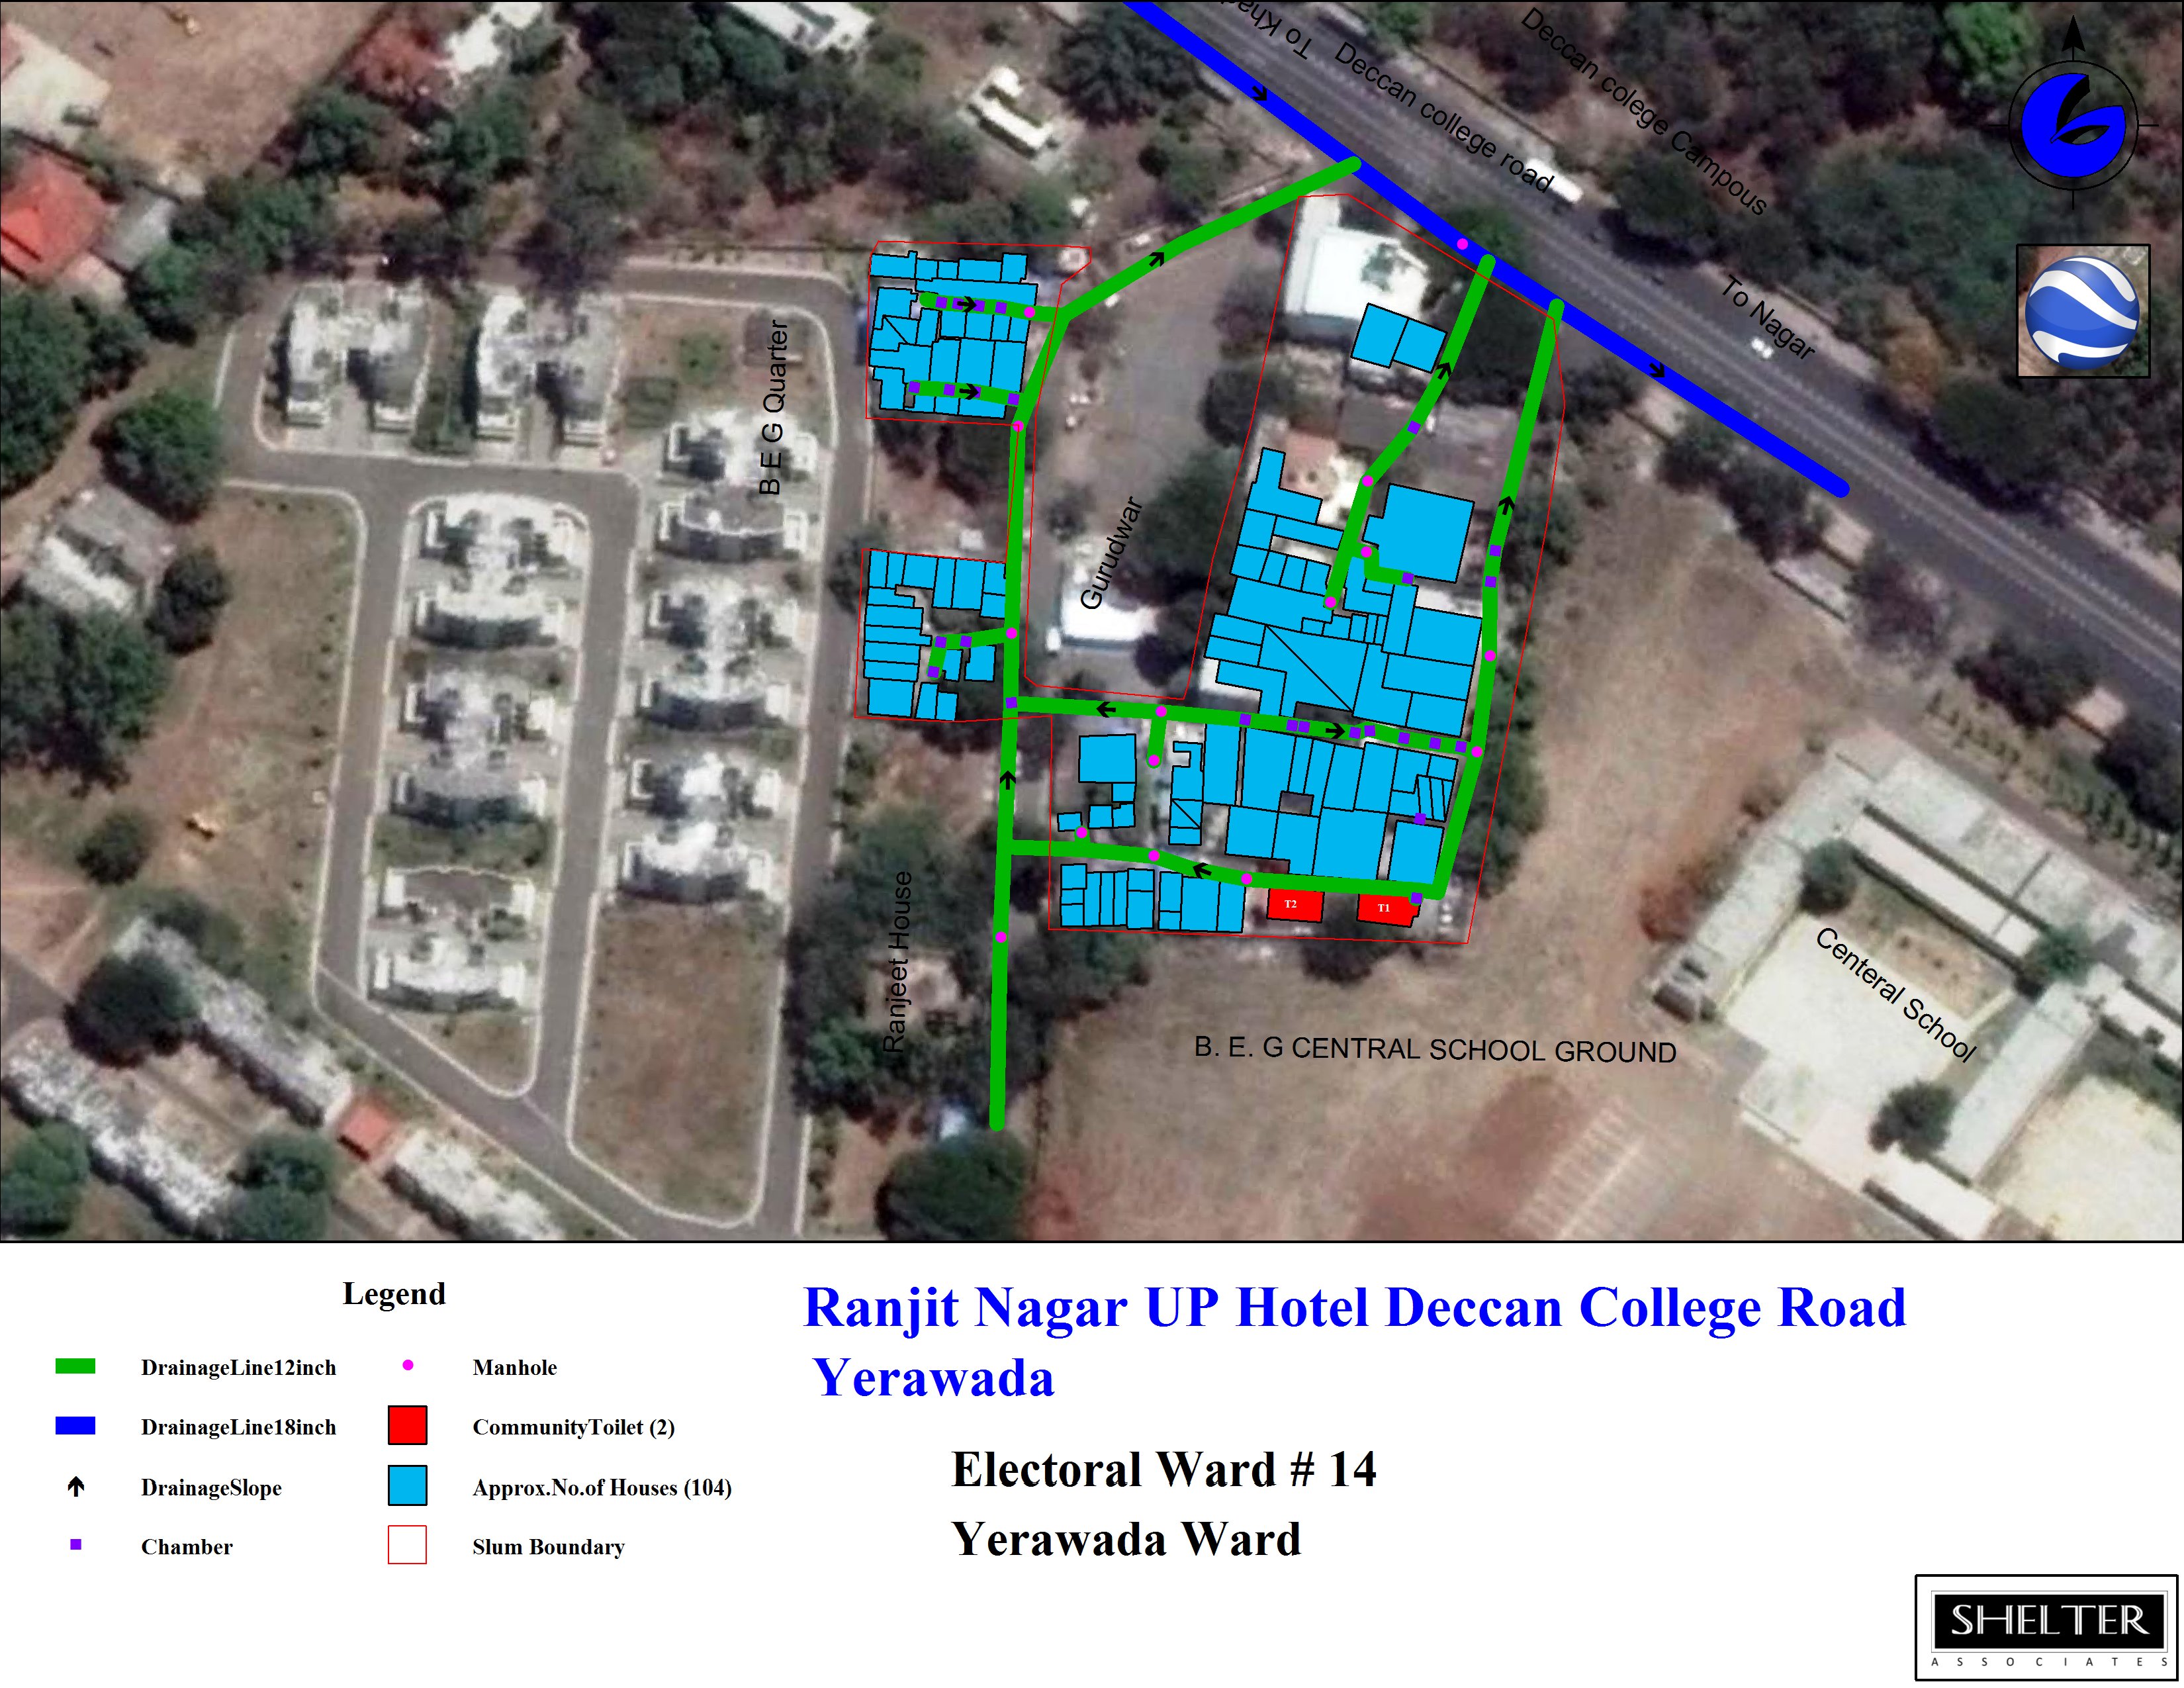 To Khad
Deccan college road
Deccan colege Campous
To Nagar
B E G Quarter
Gurudwar
Ranjeet House
T2
T1
B. E. G CENTRAL SCHOOL GROUND
Centeral School
Legend
DrainageLine12inch
DrainageLine18inch
DrainageSlope
Chamber
Manhole
CommunityToilet (2)
Approx.No.of Houses (104)
Slum Boundary
Ranjit Nagar UP Hotel Deccan College Road
Yerawada
Electoral Ward # 14
Yerawada Ward
SHELTER
ASSOCIATES